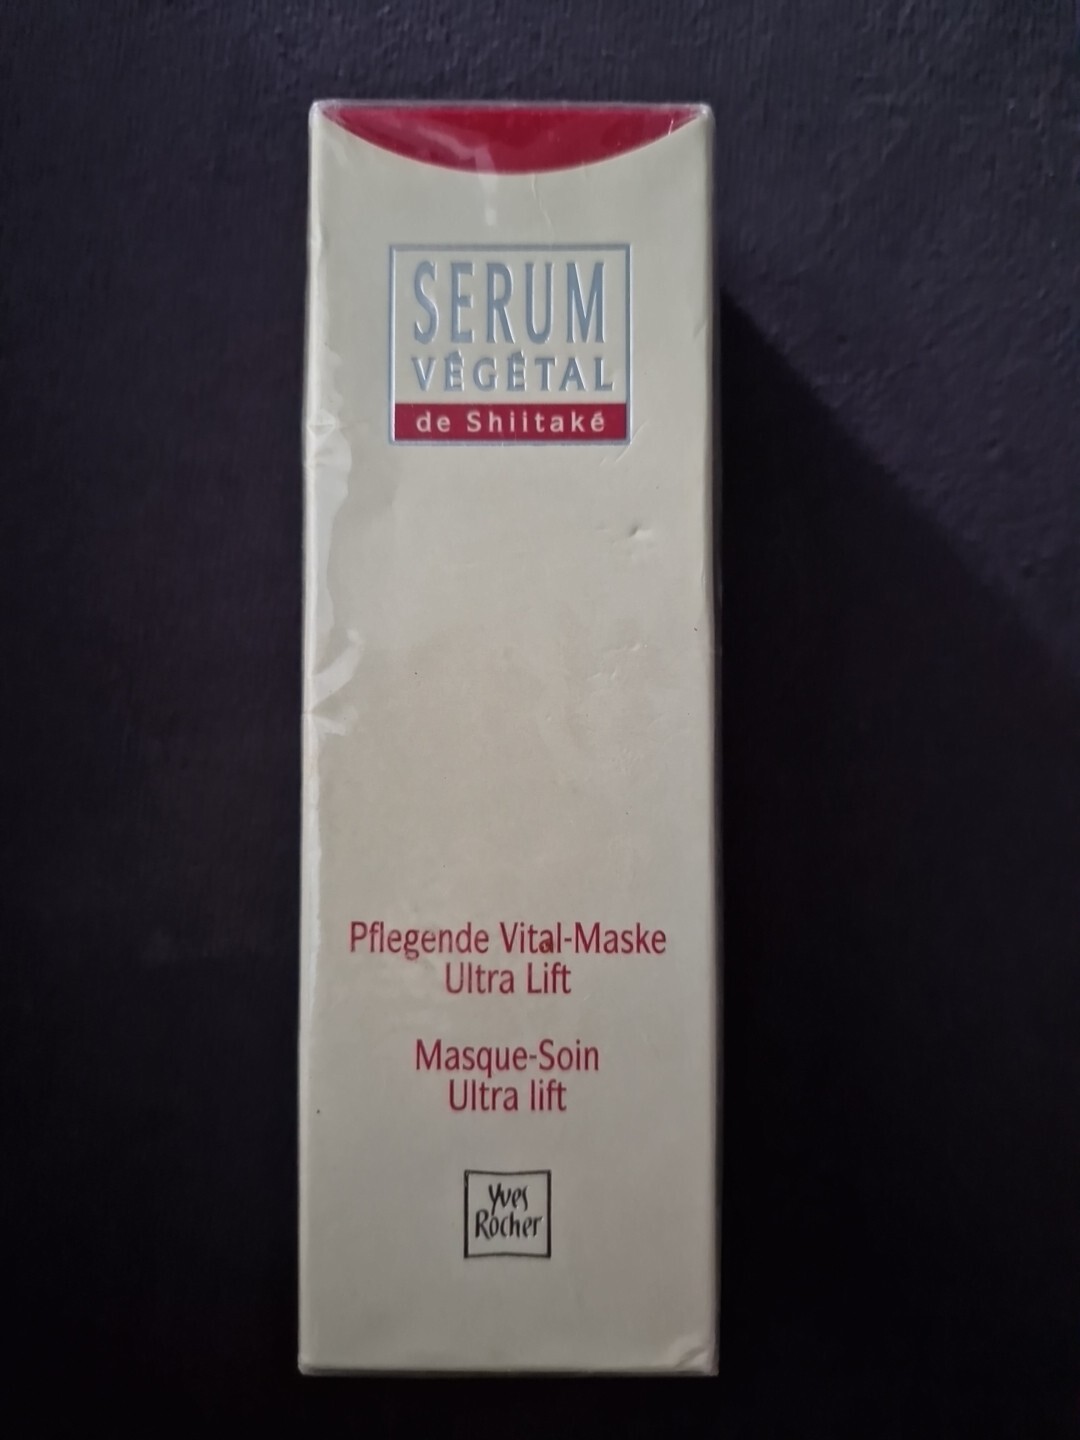 SERUM
VÉGÉTAL
de Shiitaké
Pflegende Vital-Maske
Ultra Lift
Masque-Soin
Ultra lift
Yves
Rocher